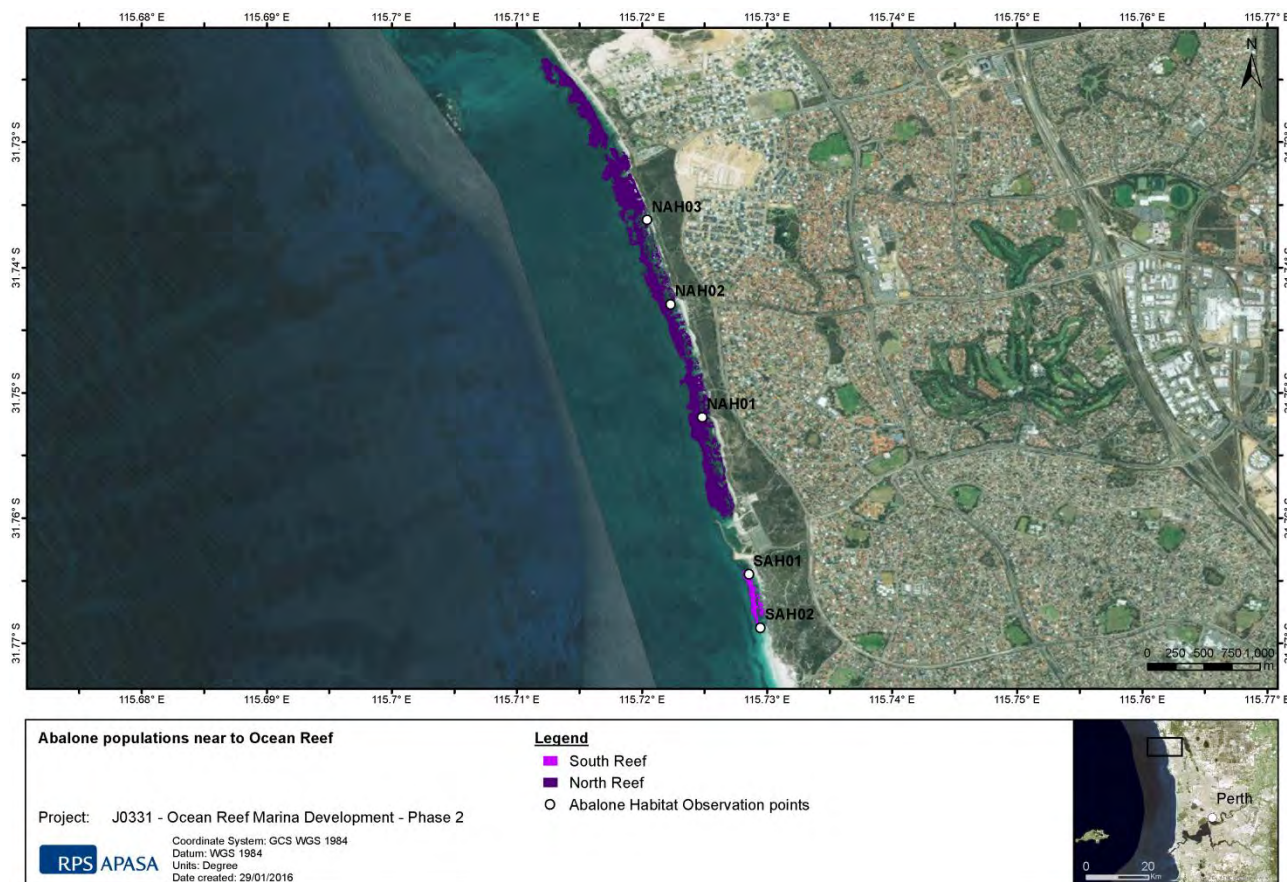 115.68° E 115.69° E 115.7° E 115.71° E 115.72° E 115.73° E 115.74° E 115.75° E 115.76° E 115.77° E
N
31.73° S
31.74° S
31.75° S
31.76° S
31.77° S
NAH03
NAH02
NAH01
SAH01
SAH02
0 250 500 750 1,000
m
115.68° E 115.69° E 115.7° E 115.71° E 115.72° E 115.73° E 115.74° E 115.75° E 115.76° E 115.77° E
Abalone populations near to Ocean Reef
Project: J0331 - Ocean Reef Marina Development - Phase 2
RPS APASA
Coordinate System: GCS WGS 1984
Datum: WGS 1984
Units: Degree
Date created: 29/01/2016
Legend
South Reef
North Reef
Abalone Habitat Observation points
Perth
0 20
Km